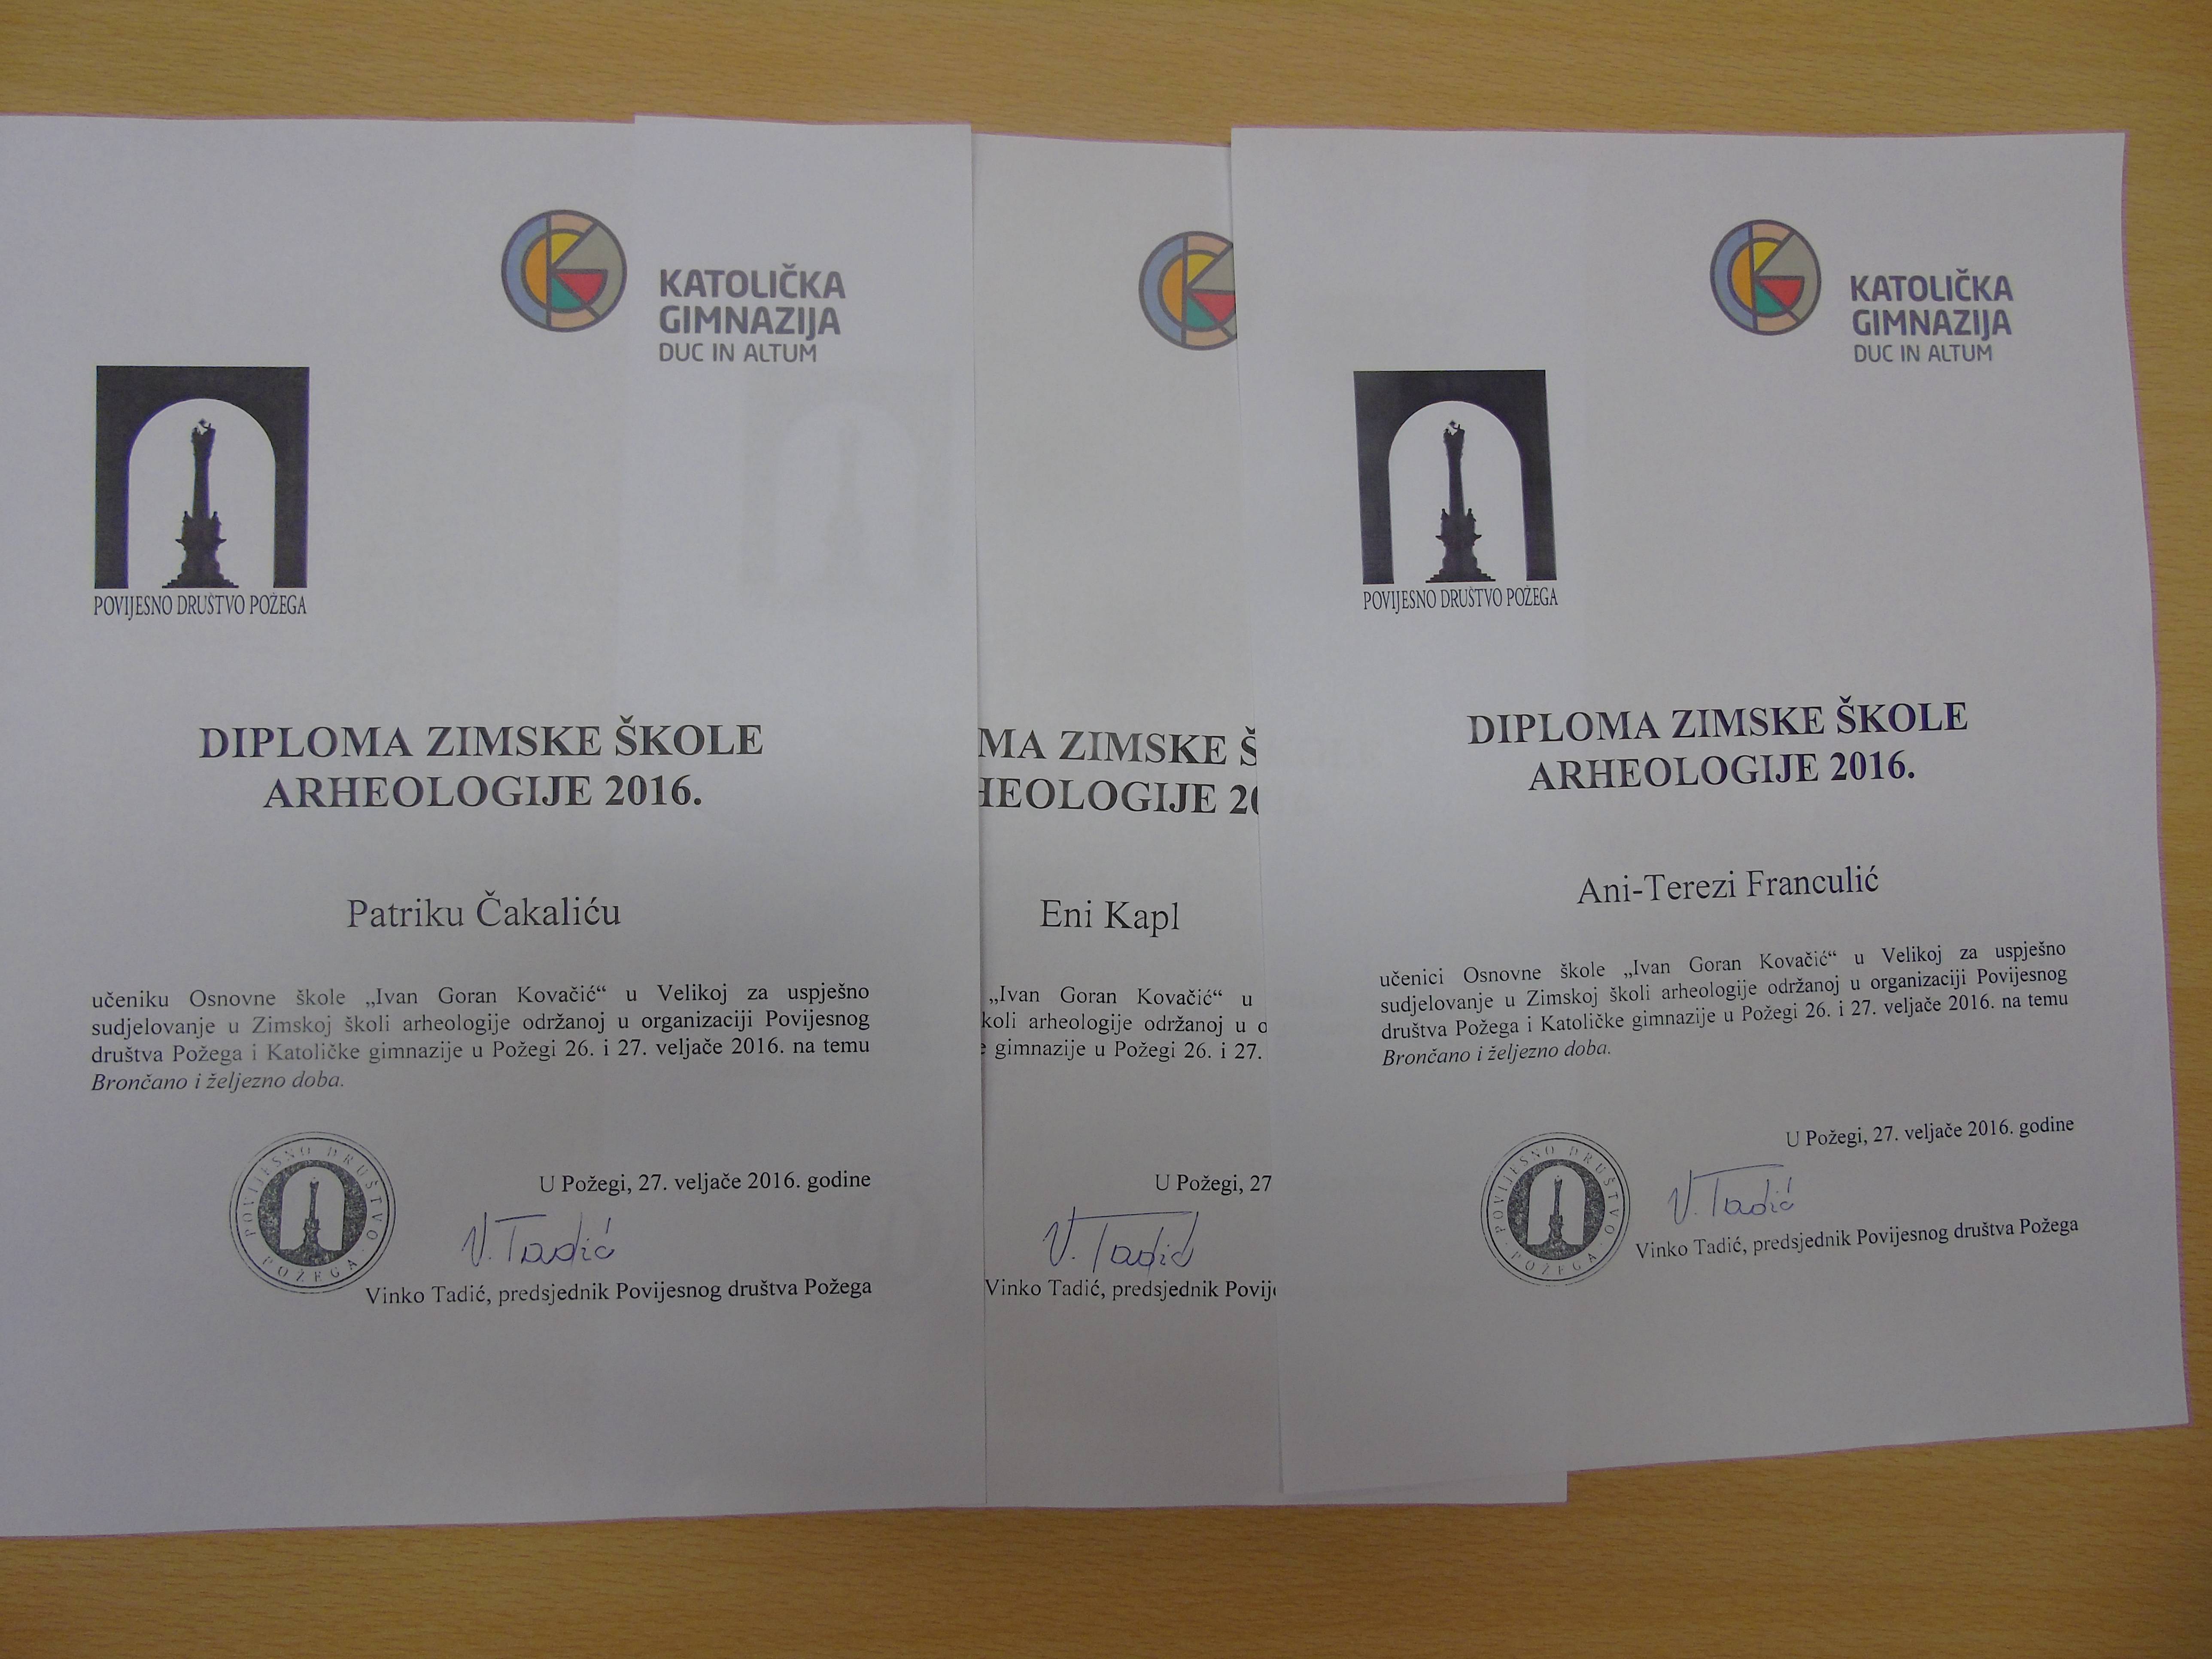 KATOLIČKA
GIMNAZIJA
DUC IN ALTUM
POVIJESNO DRUŠTVO POŽEGA
DIPLOMA ZIMSKE ŠKOLE
ARHEOLOGIJE 2016.
Patriku Čakaliću
učeniku Osnovne škole „Ivan Goran Kovačić“ u Velikoj za uspješno
sudjelovanje u Zimskoj školi arheologije održanoj u organizaciji Povijesnog
društva Požega i Katoličke gimnazije u Požegi 26. i 27. veljače 2016. na temu
Brončano i željezno doba.
POVIJESNO DRUŠTVO · POŽEGA ·
U Požegi, 27. veljače 2016. godine
V. Tadić
Vinko Tadić, predsjednik Povijesnog društva Požega
MA ZIMSKE Š
HEOLOGIJE 20
Eni Kapl
„Ivan Goran Kovačić“ u
koli arheologije održanoj u o
e gimnazije u Požegi 26. i 27.
U Požegi, 27
V. Tadić
Vinko Tadić, predsjednik Povije
KATOLIČKA
GIMNAZIJA
DUC IN ALTUM
POVIJESNO DRUŠTVO POŽEGA
DIPLOMA ZIMSKE ŠKOLE
ARHEOLOGIJE 2016.
Ani-Terezi Franculić
učenici Osnovne škole „Ivan Goran Kovačić“ u Velikoj za uspješno
sudjelovanje u Zimskoj školi arheologije održanoj u organizaciji Povijesnog
društva Požega i Katoličke gimnazije u Požegi 26. i 27. veljače 2016. na temu
Brončano i željezno doba.
POVIJESNO DRUŠTVO · POŽEGA ·
U Požegi, 27. veljače 2016. godine
V. Tadić
Vinko Tadić, predsjednik Povijesnog društva Požega